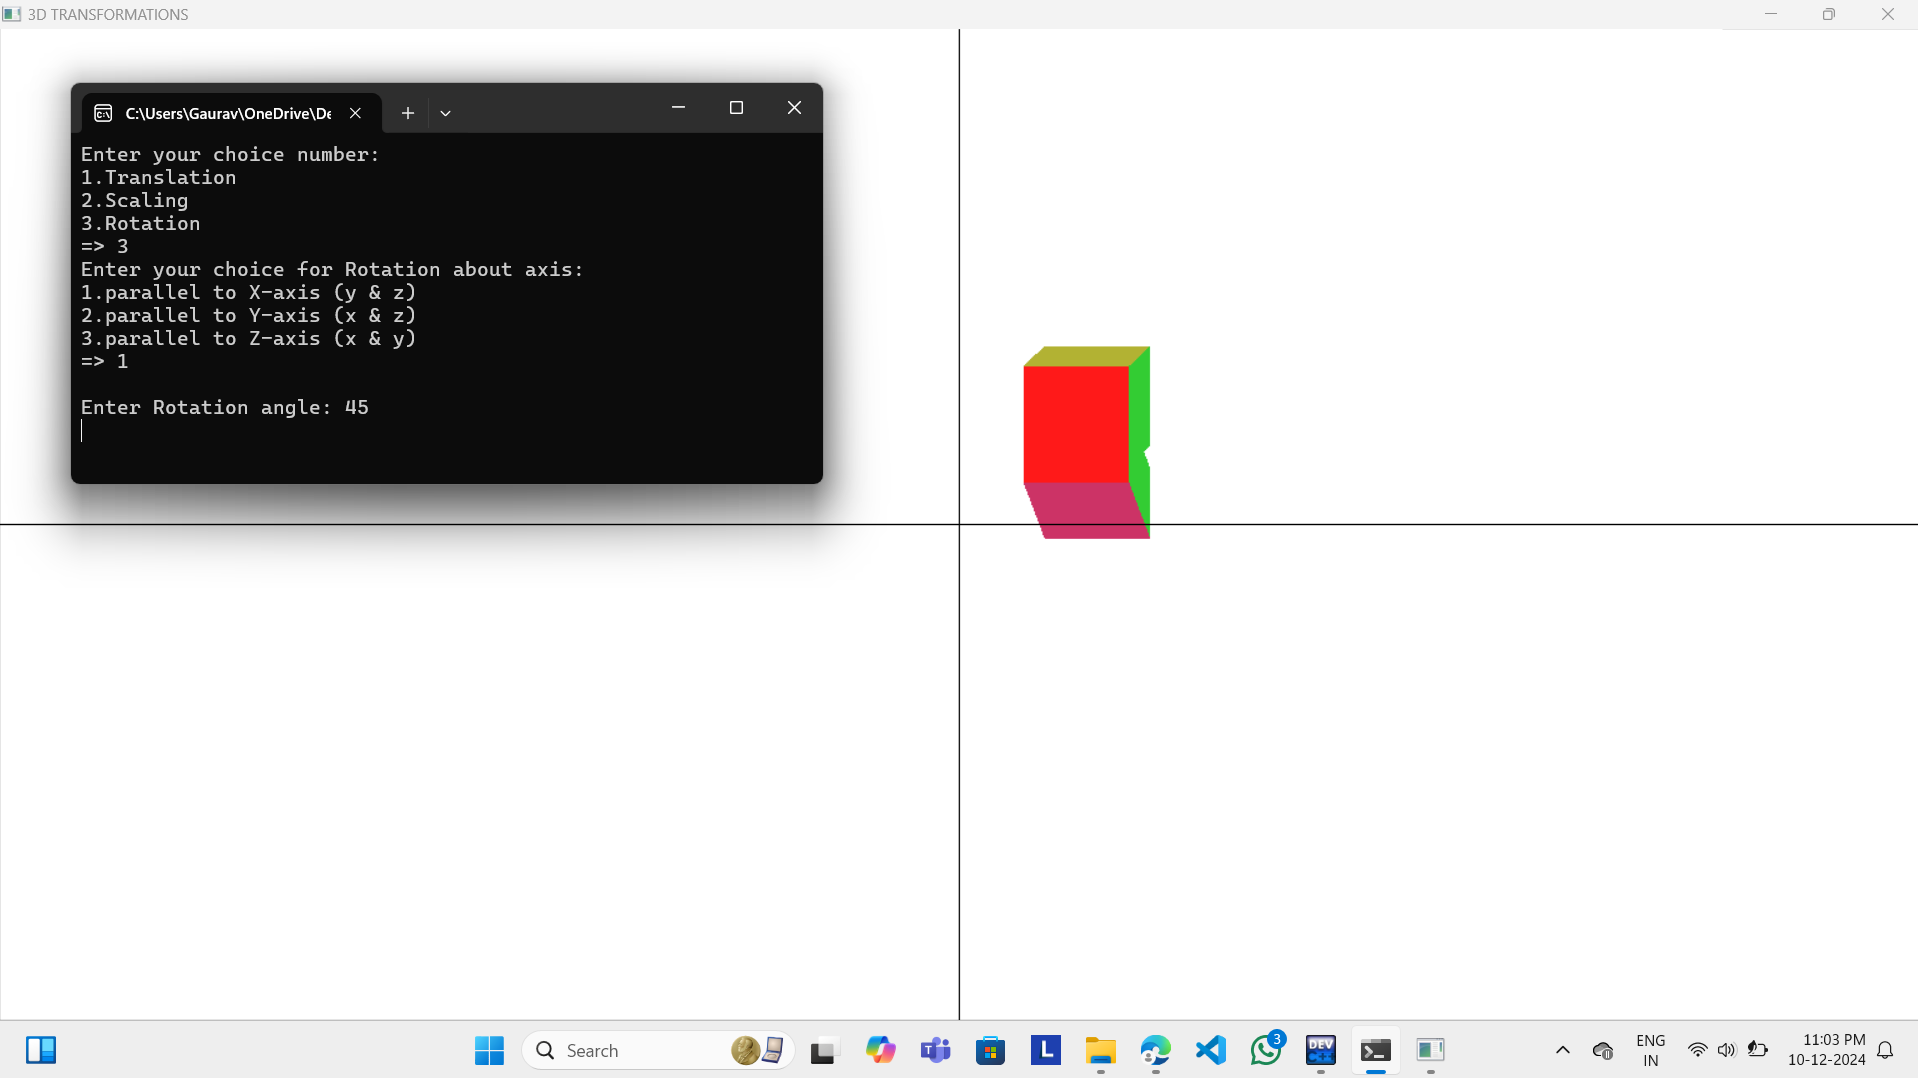 3D TRANSFORMATIONS
C:\Users\Gaurav\OneDrive\De
Enter your choice number:
1.Translation
2.Scaling
3.Rotation
=> 3
Enter your choice for Rotation about axis:
1.parallel to X-axis (y & z)
2.parallel to Y-axis (x & z)
3.parallel to Z-axis (x & y)
=> 1
Enter Rotation angle: 45
Search
T
L
3
DEV
C++
ENG
IN
11:03 PM
10-12-2024